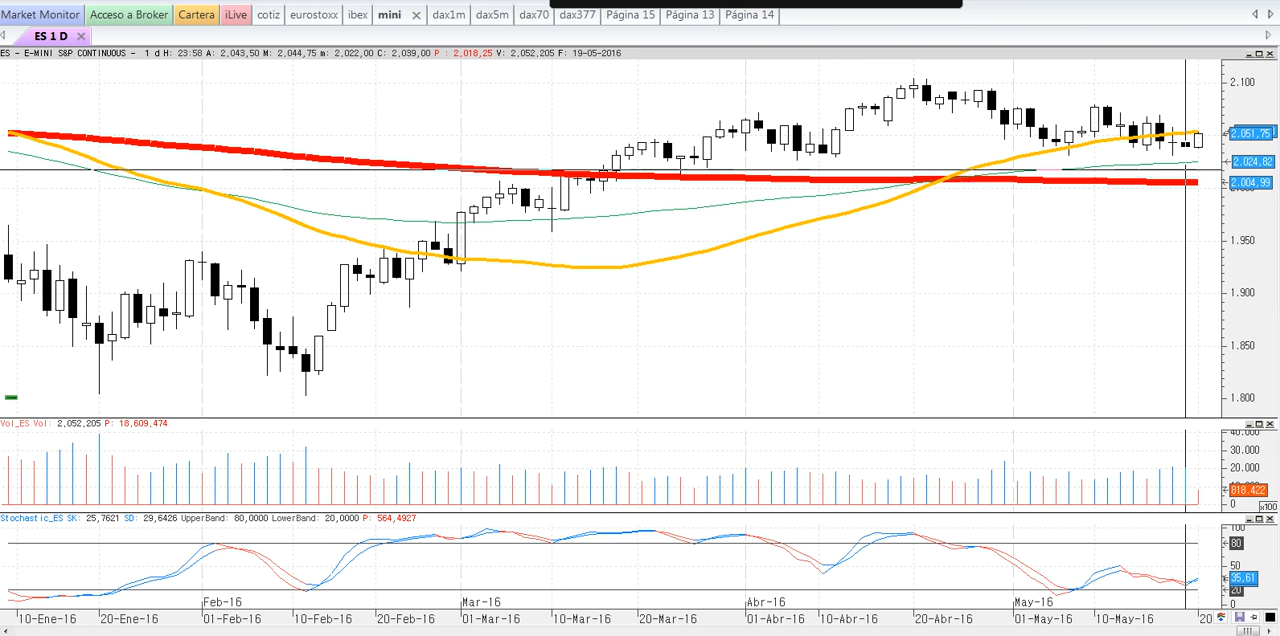 Market Monitor Acceso a Broker Cartera iLive cotiz eurostoxx ibex mini dax1m dax5m dax70 dax377 Página 15 Página 13 Página 14
ES 1 D
ES - E-MINI S&P CONTINUOUS - 1 d H: 23:58 A: 2,043,50 M: 2,044,75 m: 2,022,00 C: 2,039,00 P : 2,018,25 V: 2,052,205 F: 19-05-2016
2.100
2.051,75
2.024,82
2.004,99
1.950
1.900
1.850
1.800
Vol_ES Vol: 2,052,205 P: 18,609,474
40.000
30.000
20.000
818.422
0
x100
Stochastic_ES SK: 25,7621 SD: 29,6426 UpperBand: 80,0000 LowerBand: 20,0000 P: 564,4927
100
80
50
35,61
20
0
Feb-16 Mar-16 Abr-16 May-16
10-Ene-16 20-Ene-16 01-Feb-16 10-Feb-16 20-Feb-16 01-Mar-16 10-Mar-16 20-Mar-16 01-Abr-16 10-Abr-16 20-Abr-16 01-May-16 10-May-16 20